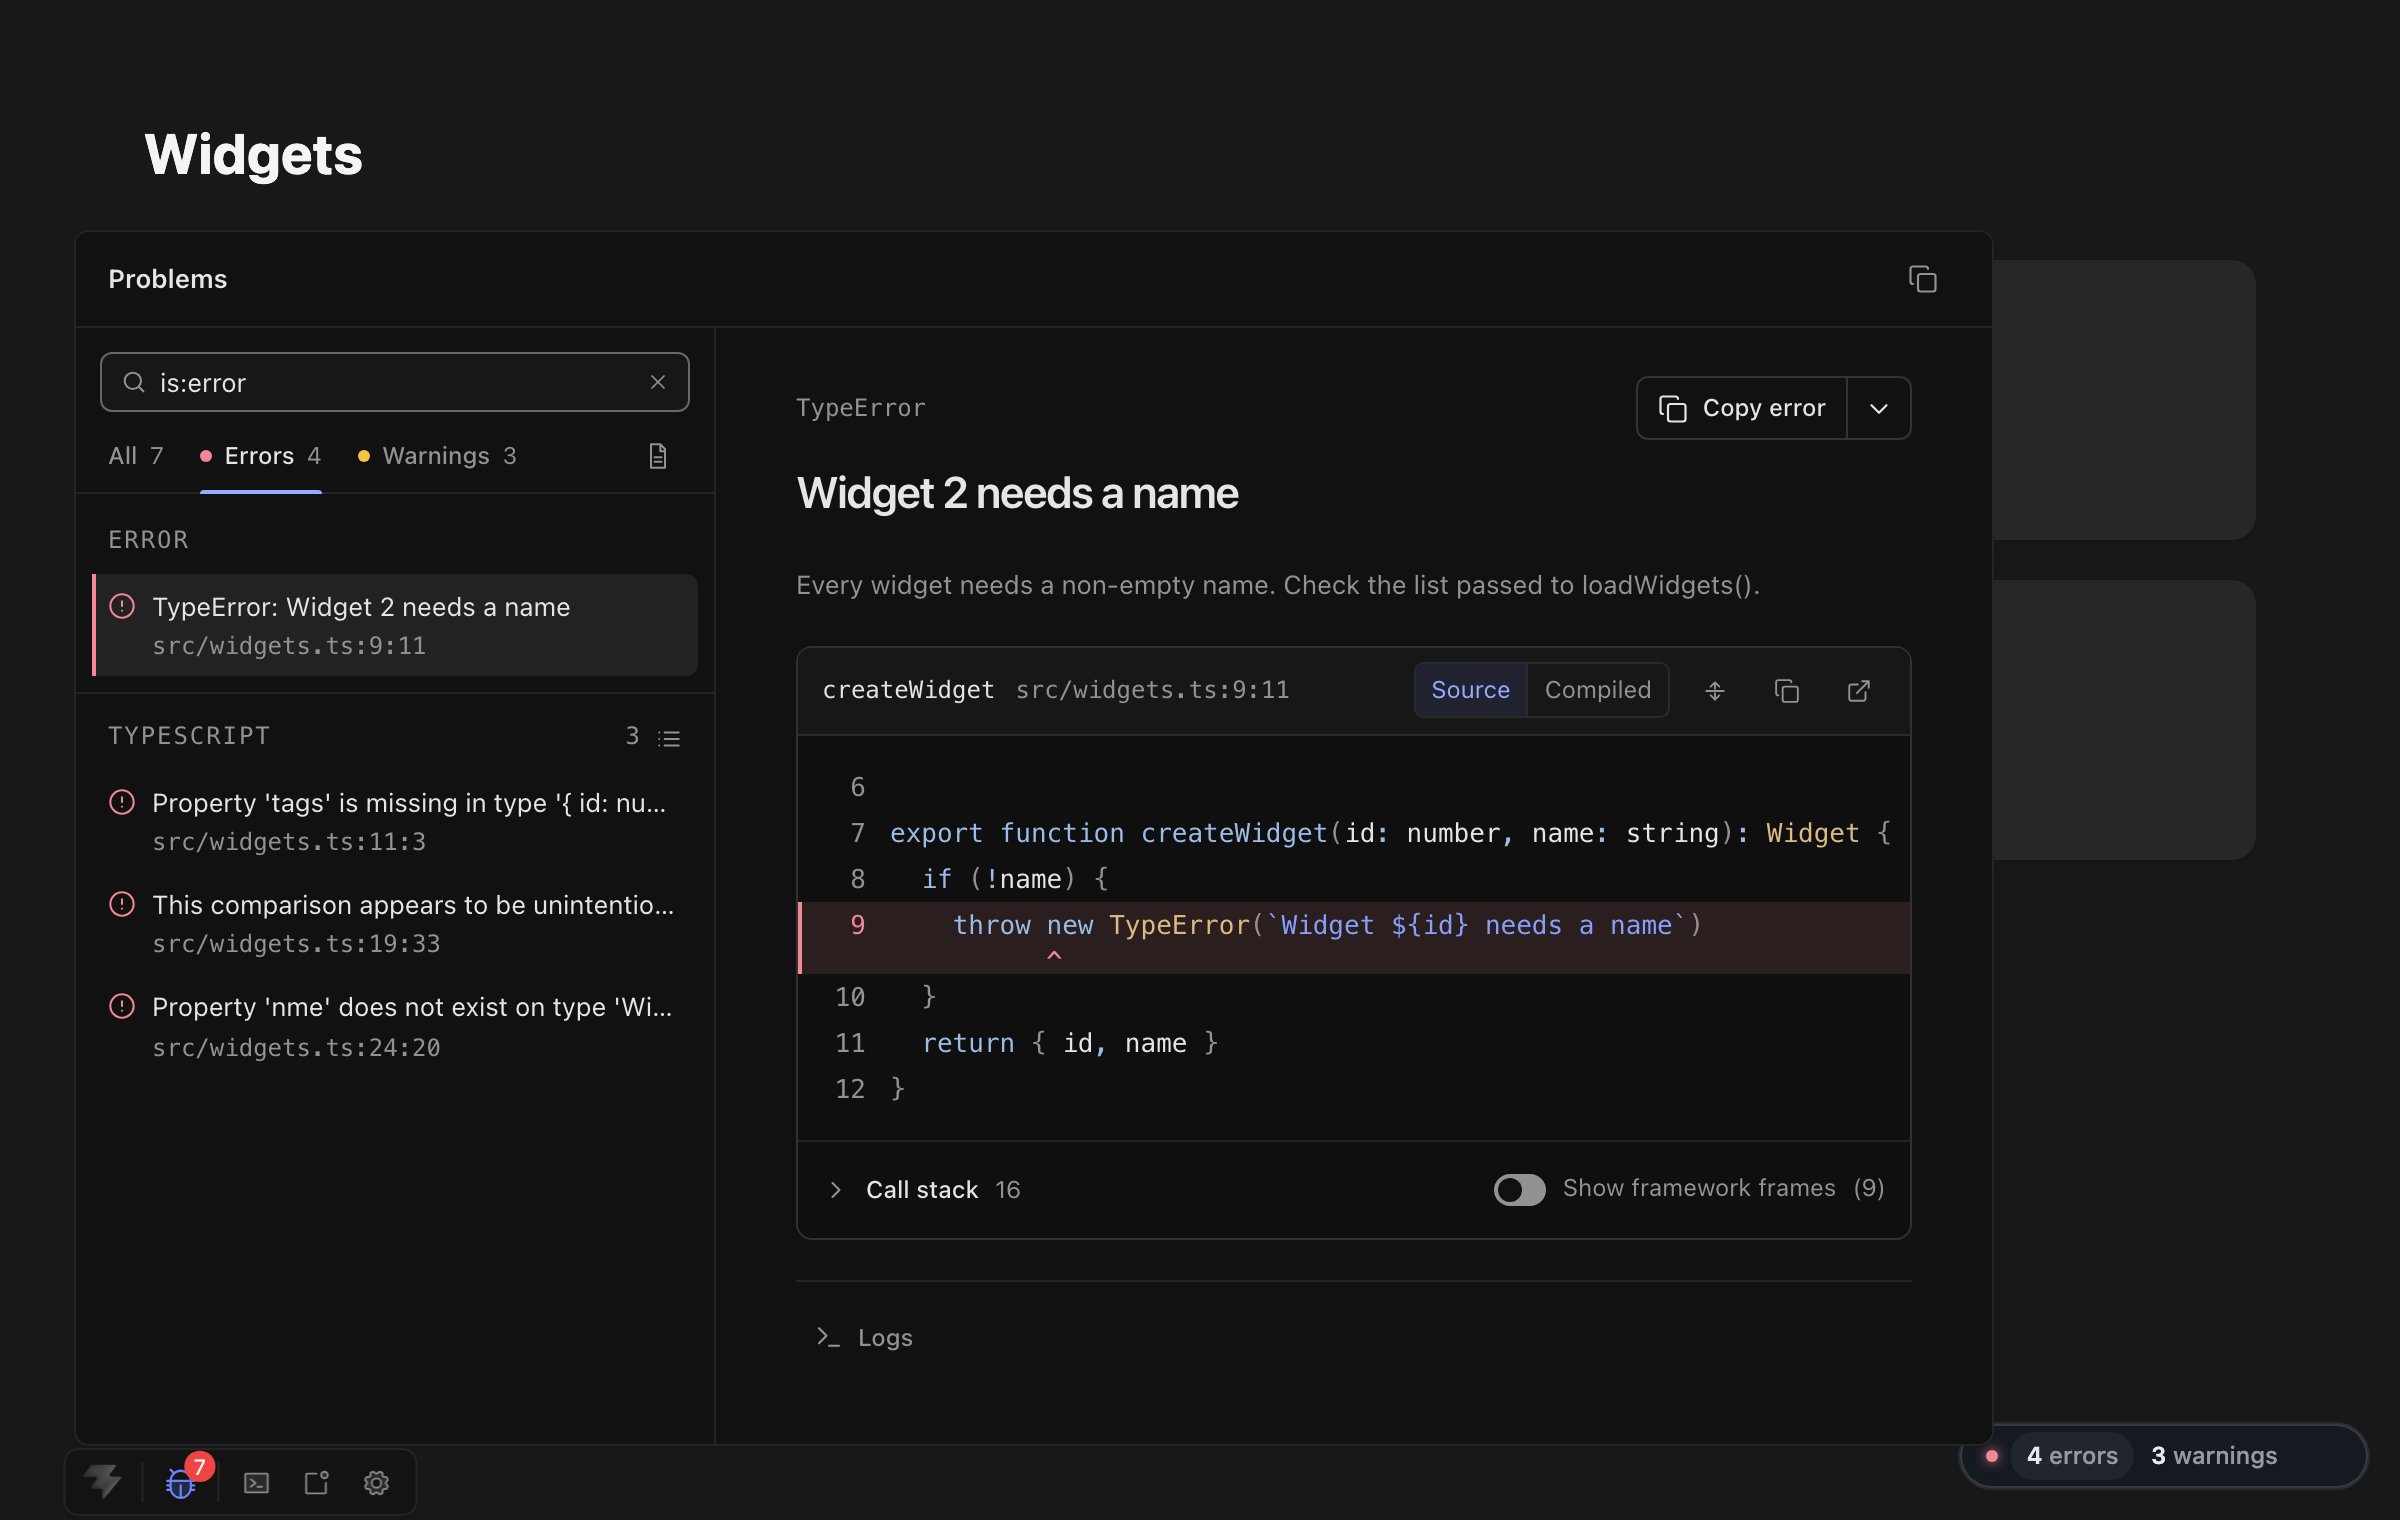 Widgets
Problems
is:error
All 7
Errors 4
Warnings 3
ERROR
TypeError: Widget 2 needs a name
src/widgets.ts:9:11
TYPESCRIPT 3
Property 'tags' is missing in type '{ id: nu...
src/widgets.ts:11:3
This comparison appears to be unintentio...
src/widgets.ts:19:33
Property 'nme' does not exist on type 'Wi...
src/widgets.ts:24:20
TypeError
Copy error
Widget 2 needs a name
Every widget needs a non-empty name. Check the list passed to loadWidgets().
createWidget src/widgets.ts:9:11
Source
Compiled
6
7 export function createWidget(id: number, name: string): Widget {
8   if (!name) {
9     throw new TypeError(`Widget ${id} needs a name`)
^
10   }
11   return { id, name }
12 }
Call stack 16
Show framework frames (9)
Logs
7
4 errors
3 warnings